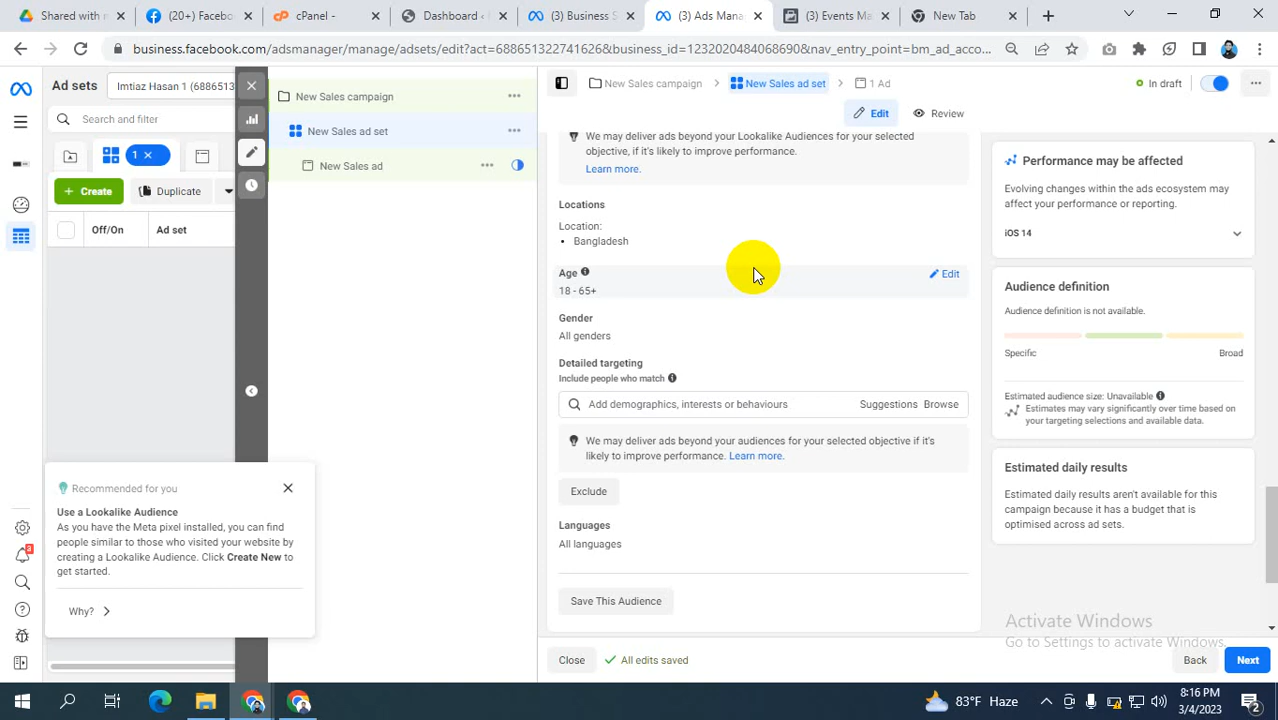 Google Drive m
(20+) Faceboo
cPanel -
Dashboard ‹
(3) Business S
(3) Ads Mana
(3) Events Ma
New Tab
business.facebook.com/adsmanager/manage/adsets/edit?act=688651322741626&business_id=1232020484068690&nav_entry_point=bm_ad_acco...
Ad sets
Imtiaz Hasan 1 (6886513
New Sales campaign
New Sales campaign
New Sales ad set
1 Ad
In draft
Search and filter
Edit
Review
New Sales ad set
1
New Sales ad
Create
Duplicate
Off/On
Ad set
We may deliver ads beyond your Lookalike Audiences for your selected
objective, if it's likely to improve performance.
Learn more.
Locations
Location:
• Bangladesh
Age
Edit
18 - 65+
Gender
All genders
Detailed targeting
Include people who match
Add demographics, interests or behaviours
Suggestions
Browse
We may deliver ads beyond your audiences for your selected objective if it's
likely to improve performance. Learn more.
Exclude
Languages
All languages
Save This Audience
Performance may be affected
Evolving changes within the ads ecosystem may
affect your performance or reporting.
iOS 14
Audience definition
Audience definition is not available.
Specific
Broad
Estimated audience size: Unavailable
Estimates may vary significantly over time based on
your targeting selections and available data.
Estimated daily results
Estimated daily results aren't available for this
campaign because it has a budget that is
optimised across ad sets.
Recommended for you
Use a Lookalike Audience
As you have the Meta pixel installed, you can find
people similar to those who visited your website by
creating a Lookalike Audience. Click Create New to
get started.
Why?
3
Activate Windows
Go to Settings to activate Windows.
Close
All edits saved
Back
Next
83°F Haze
8:16 PM
3/4/2023
2